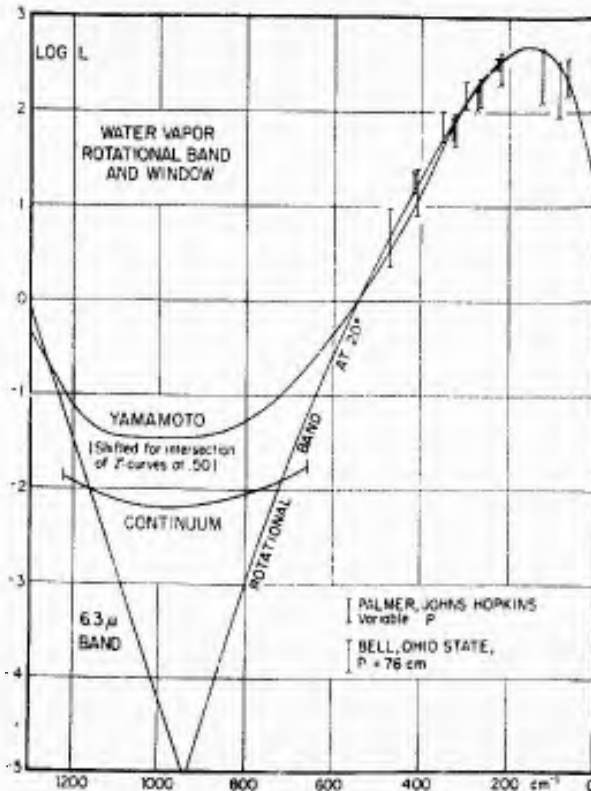 3
LOG L
2
WATER VAPOR
ROTATIONAL BAND
AND WINDOW
1
0
AT 20°
-1
YAMAMOTO
(Shifted for intersection
of τ-curves at .50)
BAND
-2
CONTINUUM
ROTATIONAL
-3
6.3 μ
BAND
PALMER, JOHNS HOPKINS
Variable P
BELL, OHIO STATE,
P = 76 cm
-4
-5
1200 1000 800 600 400 200 cm⁻¹ 0